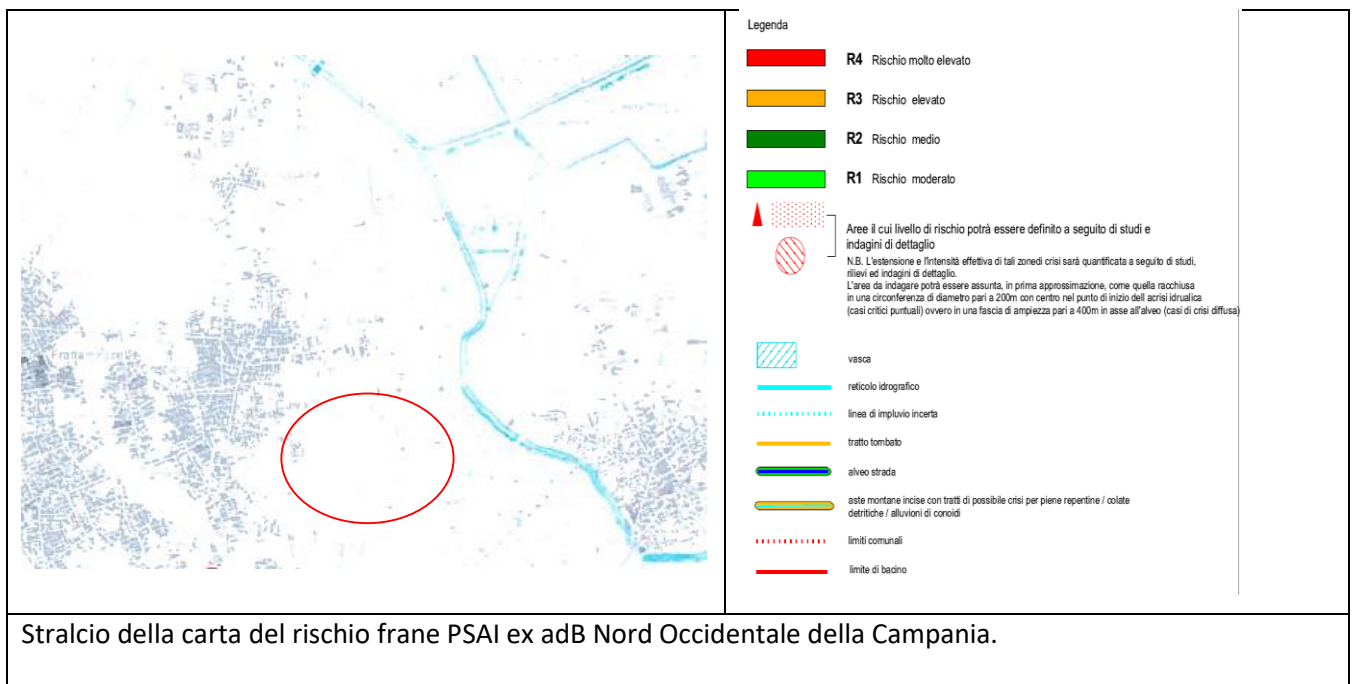 Legenda
R4 Rischio molto elevato
R3 Rischio elevato
R2 Rischio medio
R1 Rischio moderato
Aree il cui livello di rischio potrà essere definito a seguito di studi e
indagini di dettaglio
N.B. L'estensione e l'intensità effettiva di tali zonedi crisi sarà quantificata a seguito di studi,
rilievi ed indagini di dettaglio.
L'area da indagare potrà essere assunta, in prima approssimazione, come quella racchiusa
in una circonferenza di diametro pari a 200m con centro nel punto di inizio dell acrisi idrualica
(casi critici puntuali) ovvero in una fascia di ampiezza pari a 400m in asse all'alveo (casi di crisi diffusa)
vasca
reticolo idrografico
linea di impluvio incerta
tratto tombato
alveo strada
aste montane incise con tratti di possibile crisi per piene repentine / colate
detritiche / alluvioni di conoidi
limiti comunali
limite di bacino
Stralcio della carta del rischio frane PSAI ex adB Nord Occidentale della Campania.